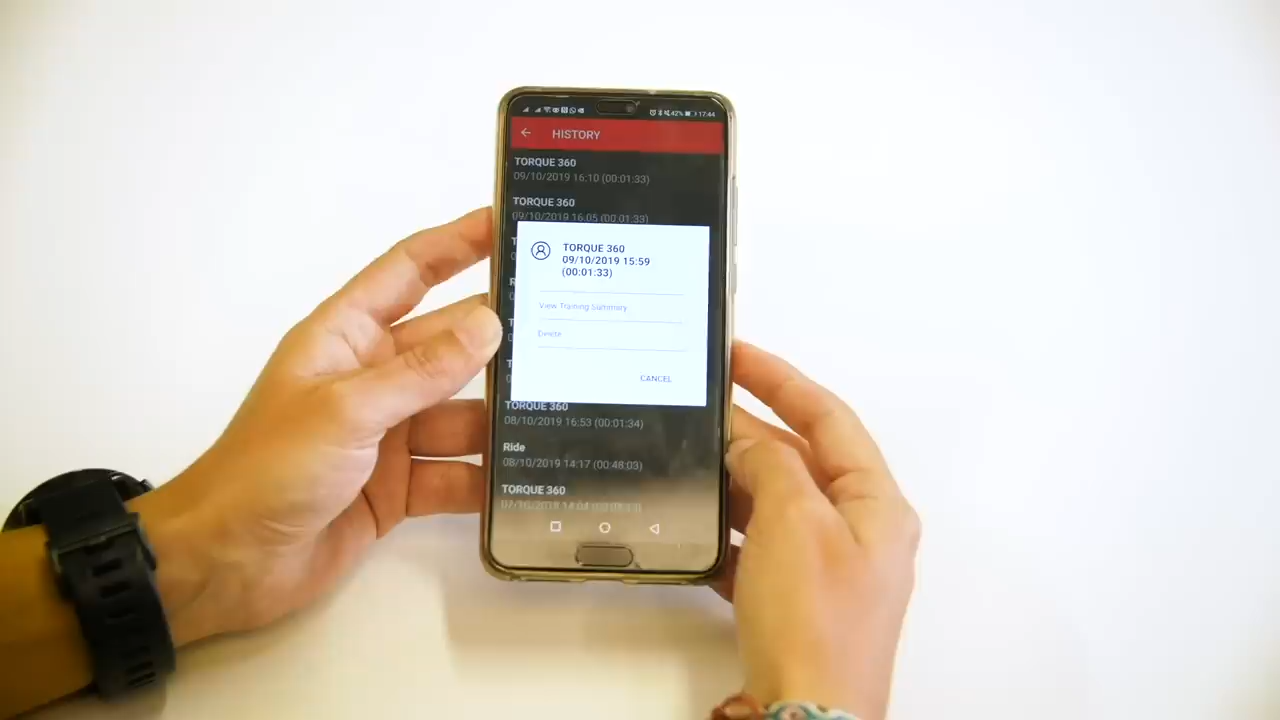 42% 17:44
HISTORY
TORQUE 360
09/10/2019 16:10 (00:01:33)
TORQUE 360
09/10/2019 16:05 (00:01:33)
TORQUE 360
09/10/2019 15:59
(00:01:33)
View Training Summary
Delete
CANCEL
TORQUE 360
08/10/2019 16:53 (00:01:34)
Ride
08/10/2019 14:17 (00:48:03)
TORQUE 360